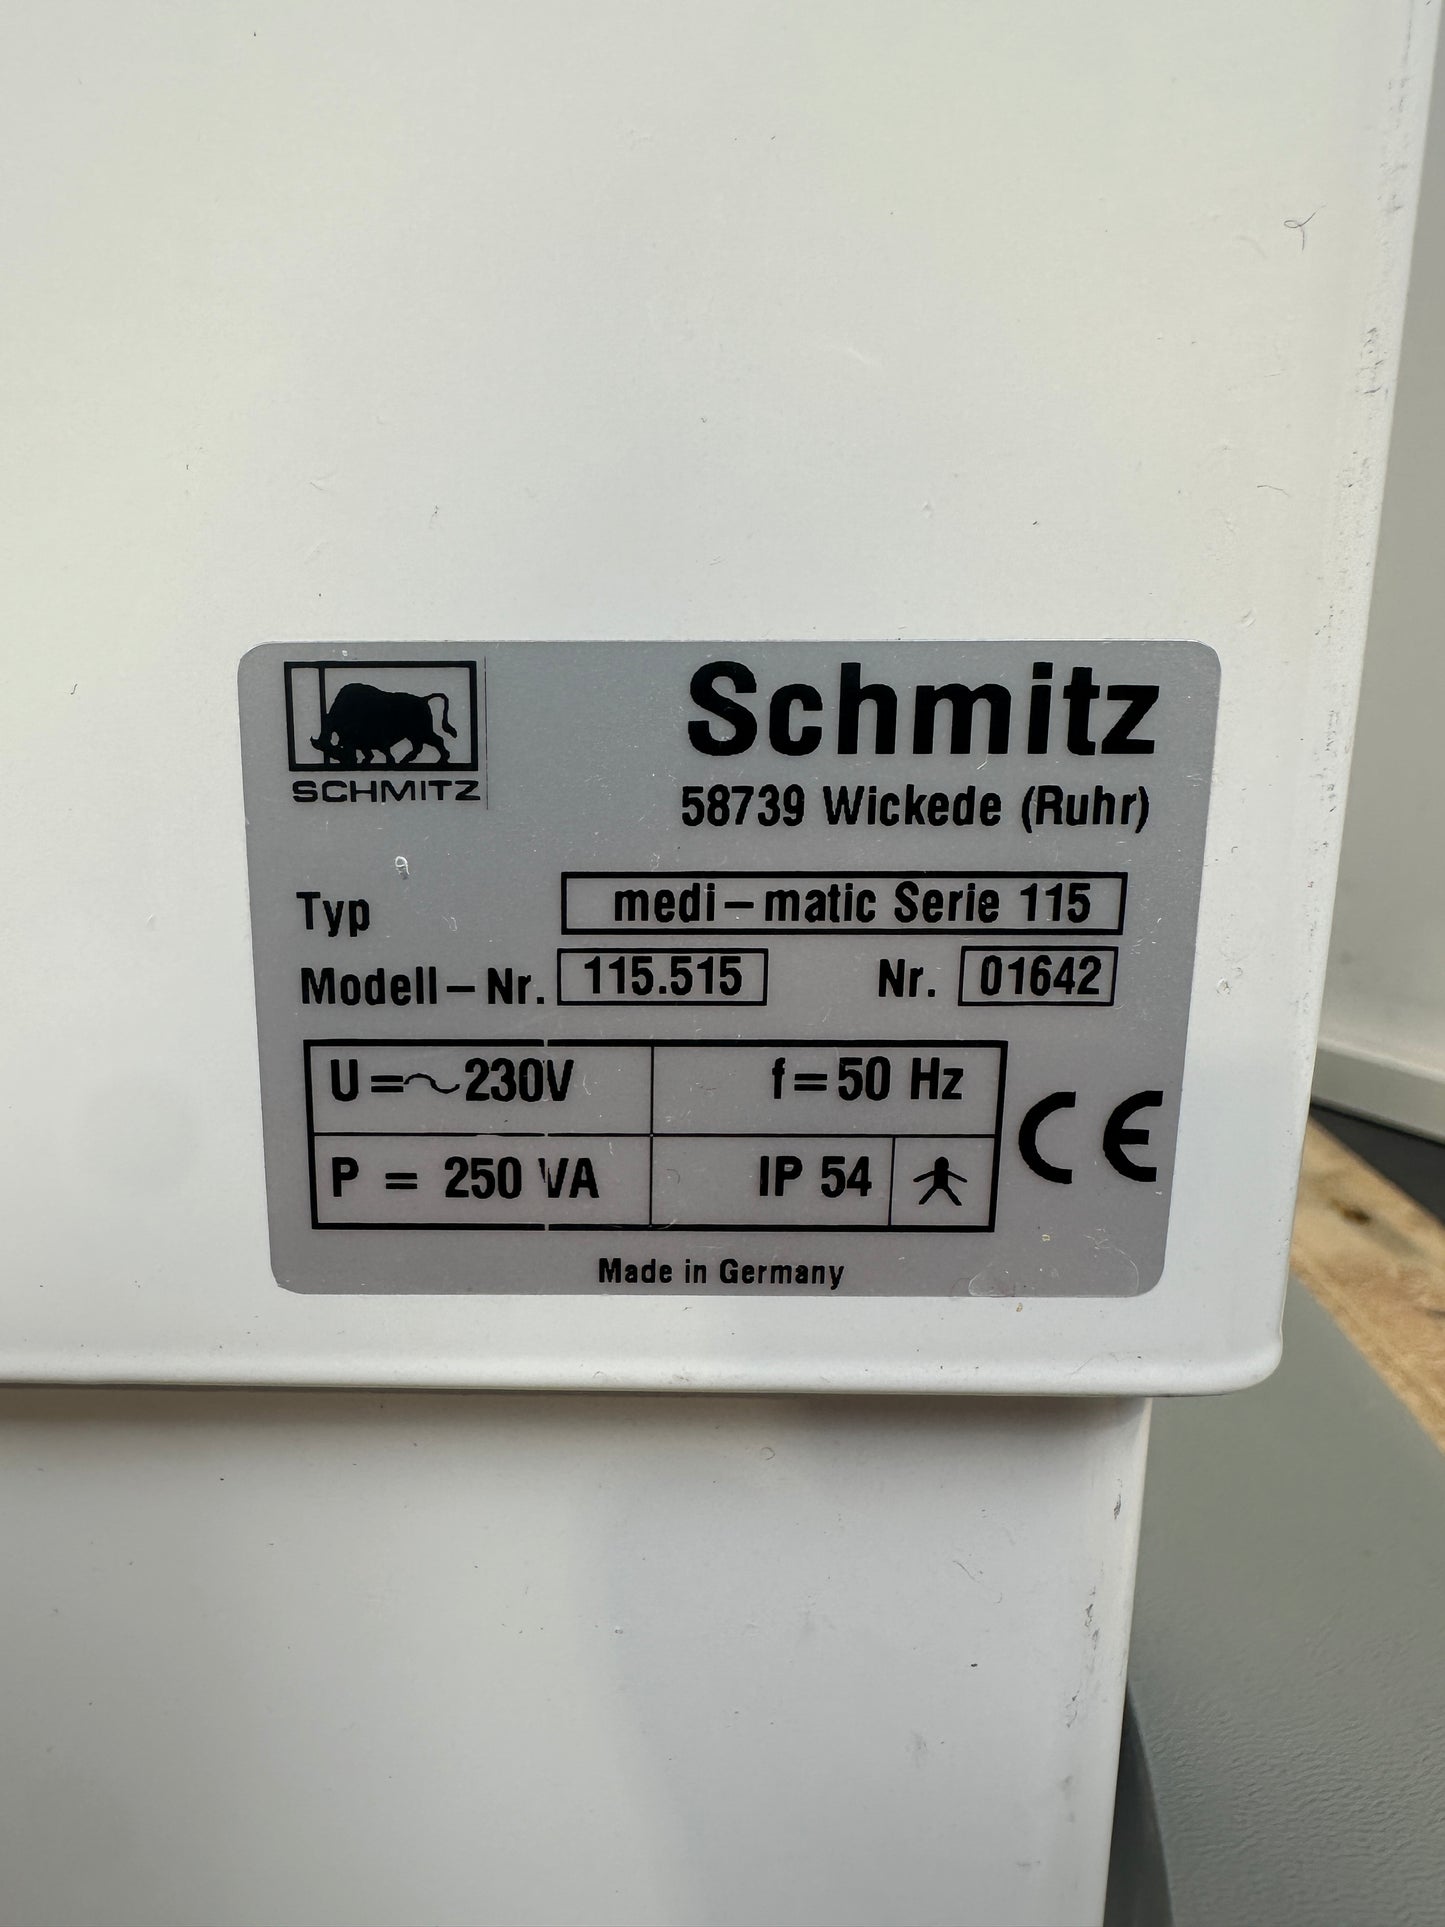 SCHMITZ
Schmitz
58739 Wickede (Ruhr)
Typ medi-matic Serie 115
Modell-Nr. 115.515 Nr. 01642
U=~230V f=50 Hz
P = 250 VA IP 54
CE
Made in Germany